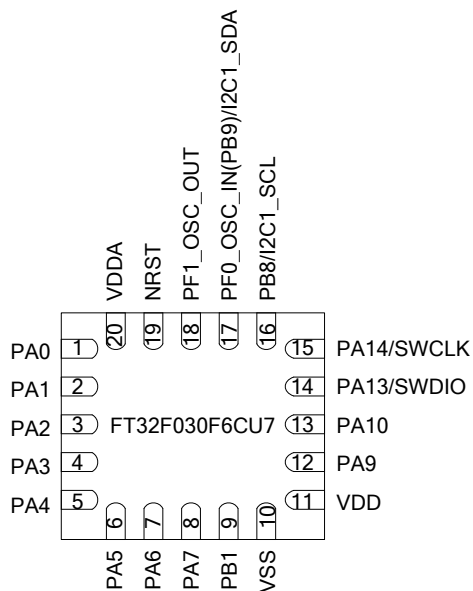 VDDA
NRST
PF1_OSC_OUT
PF0_OSC_IN(PB9)/I2C1_SDA
PB8/I2C1_SCL
20 19 18 17 16
PA0 1 15 PA14/SWCLK
PA1 2 14 PA13/SWDIO
PA2 3 FT32F030F6CU7 13 PA10
PA3 4 12 PA9
PA4 5 11 VDD
6 7 8 9 10
PA5
PA6
PA7
PB1
VSS